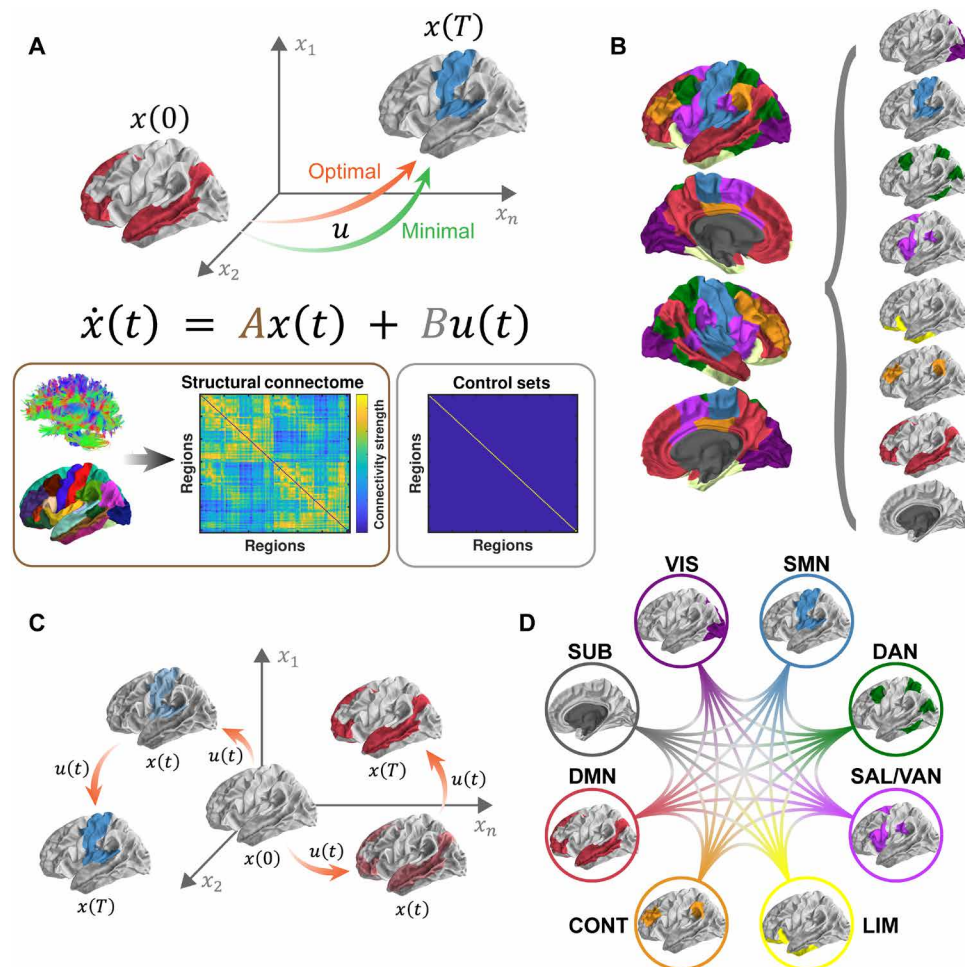 A
x(0)
x₁
x(T)
Optimal
u
Minimal
xₙ
x₂
ẋ(t) = Ax(t) + Bu(t)
Structural connectome
Regions
Regions
Connectivity strength
Control sets
Regions
Regions
B
C
x₁
x(t)
u(t)
u(t)
x(T)
x(0)
x₂
u(t)
x(t)
x(T)
u(t)
xₙ
D
VIS
SMN
SUB
DAN
DMN
SAL/VAN
CONT
LIM